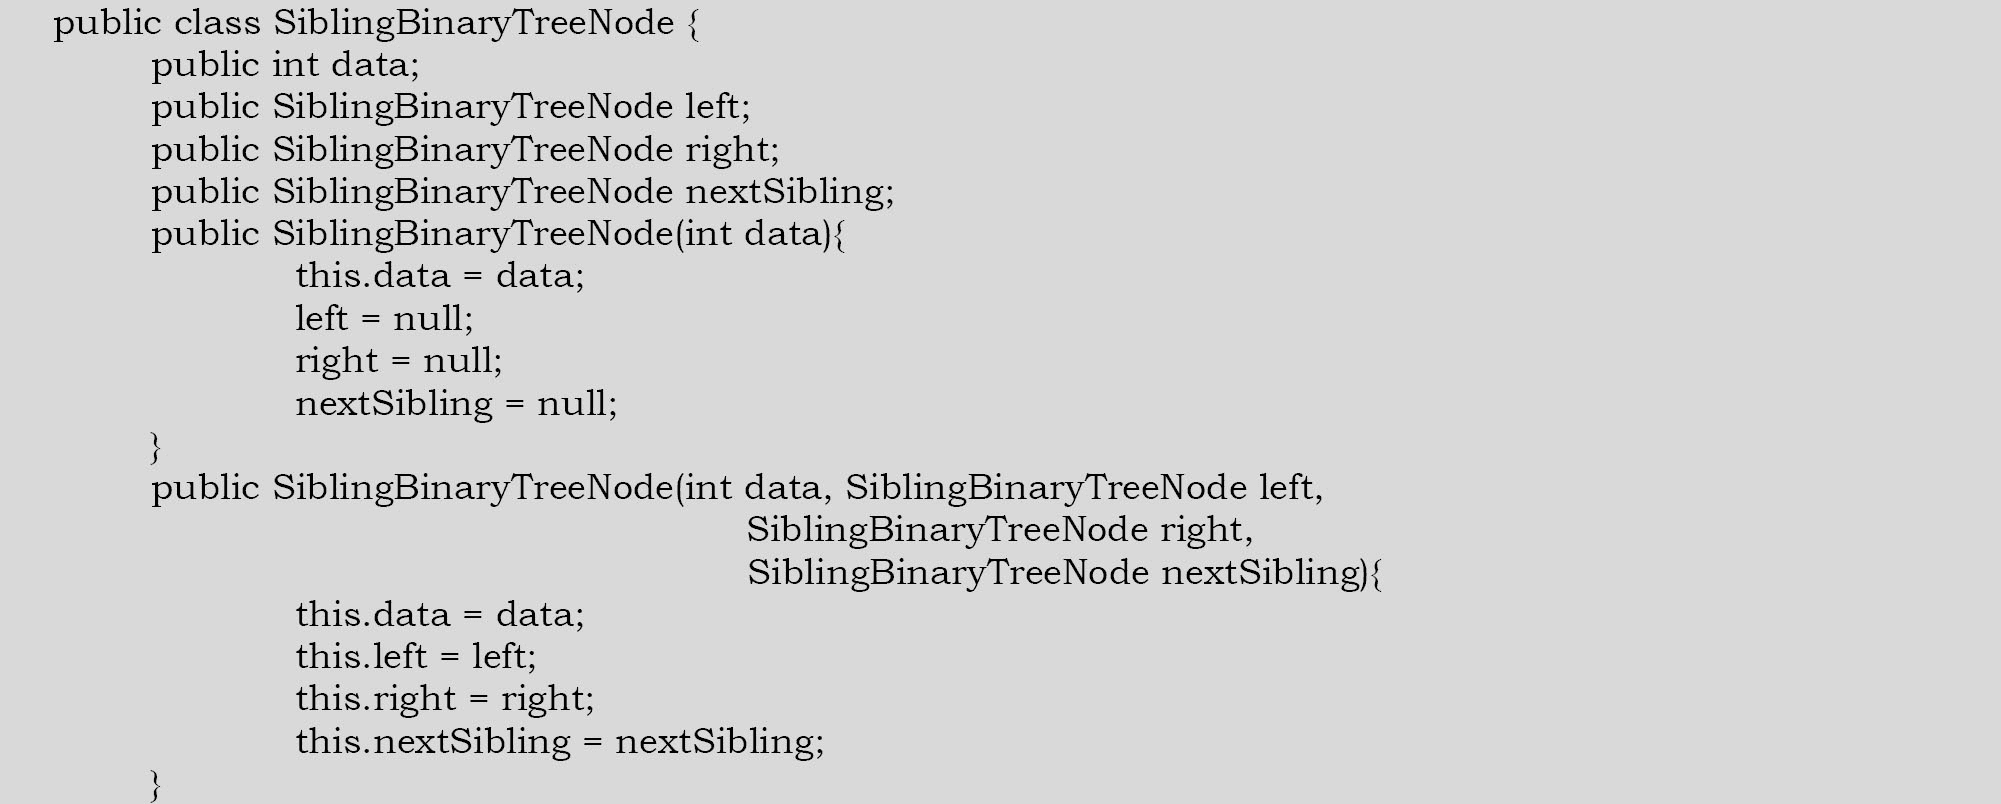 public class SiblingBinaryTreeNode {
public int data;
public SiblingBinaryTreeNode left;
public SiblingBinaryTreeNode right;
public SiblingBinaryTreeNode nextSibling;
public SiblingBinaryTreeNode(int data){
this.data = data;
left = null;
right = null;
nextSibling = null;
}
public SiblingBinaryTreeNode(int data, SiblingBinaryTreeNode left,
SiblingBinaryTreeNode right,
SiblingBinaryTreeNode nextSibling){
this.data = data;
this.left = left;
this.right = right;
this.nextSibling = nextSibling;
}